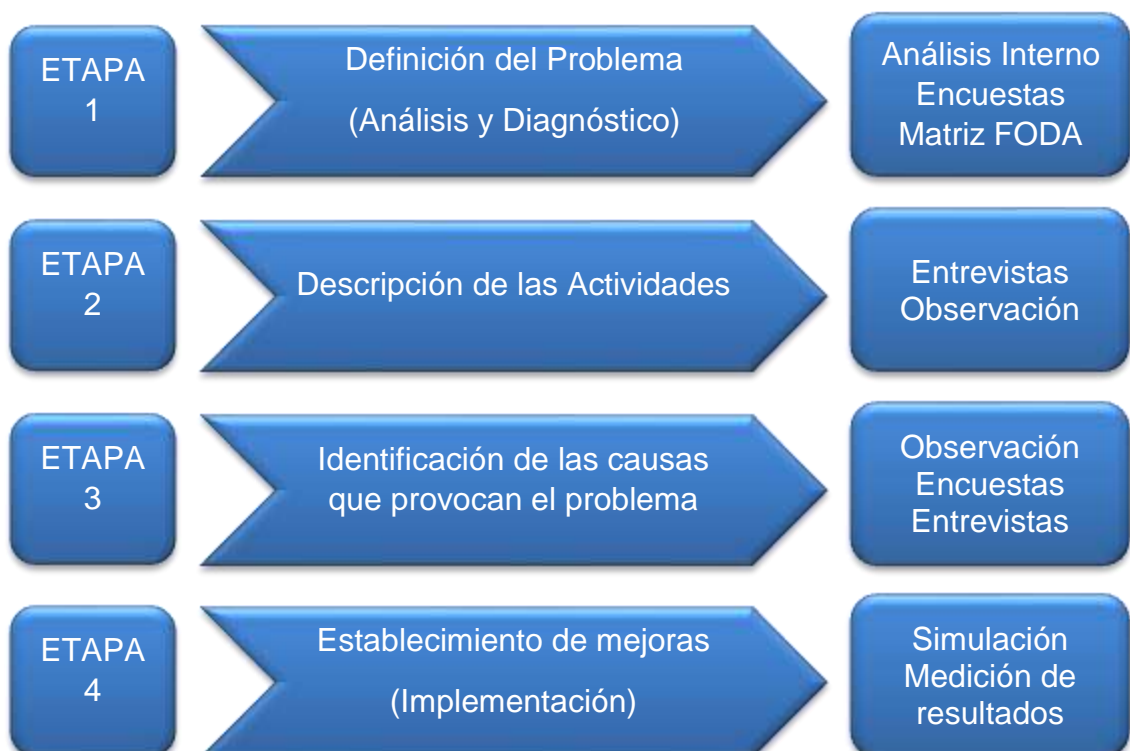 ETAPA
1
Definición del Problema
(Análisis y Diagnóstico)
Análisis Interno
Encuestas
Matriz FODA
ETAPA
2
Descripción de las Actividades
Entrevistas
Observación
ETAPA
3
Identificación de las causas
que provocan el problema
Observación
Encuestas
Entrevistas
ETAPA
4
Establecimiento de mejoras
(Implementación)
Simulación
Medición de
resultados